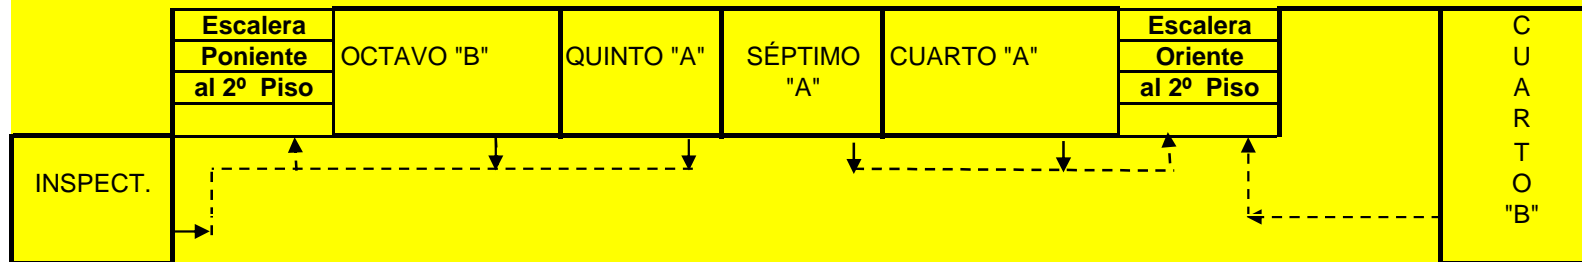 Escalera
Poniente
al 2º Piso
OCTAVO "B"
QUINTO "A"
SÉPTIMO
"A"
CUARTO "A"
Escalera
Oriente
al 2º Piso
C
U
A
R
T
O
"B"
INSPECT.